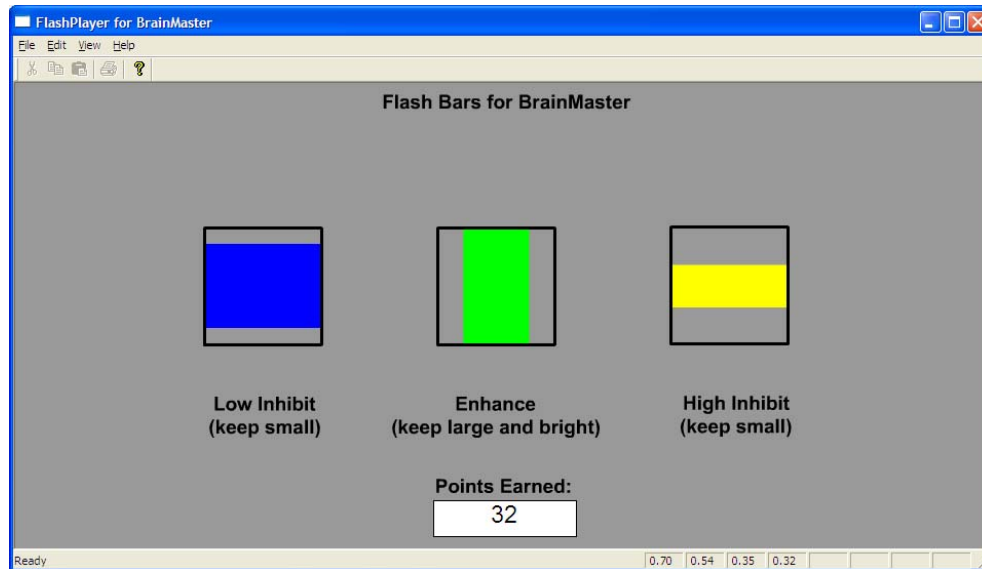 FlashPlayer for BrainMaster
File Edit View Help
Flash Bars for BrainMaster
Low Inhibit
(keep small)
Enhance
(keep large and bright)
High Inhibit
(keep small)
Points Earned:
32
Ready 0.70 0.54 0.35 0.32